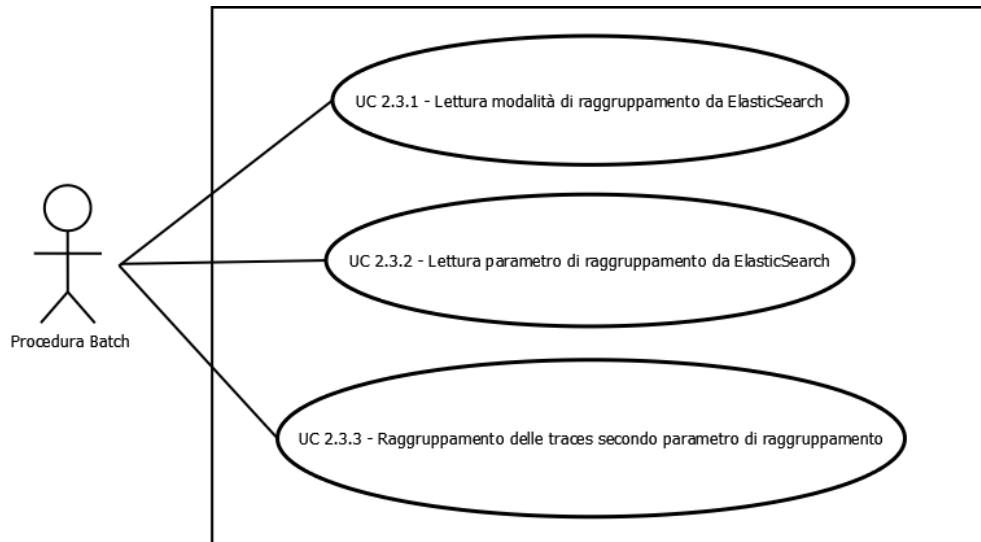 UC 2.3.1 - Lettura modalità di raggruppamento da ElasticSearch
UC 2.3.2 - Lettura parametro di raggruppamento da ElasticSearch
Procedura Batch
UC 2.3.3 - Raggruppamento delle traces secondo parametro di raggruppamento